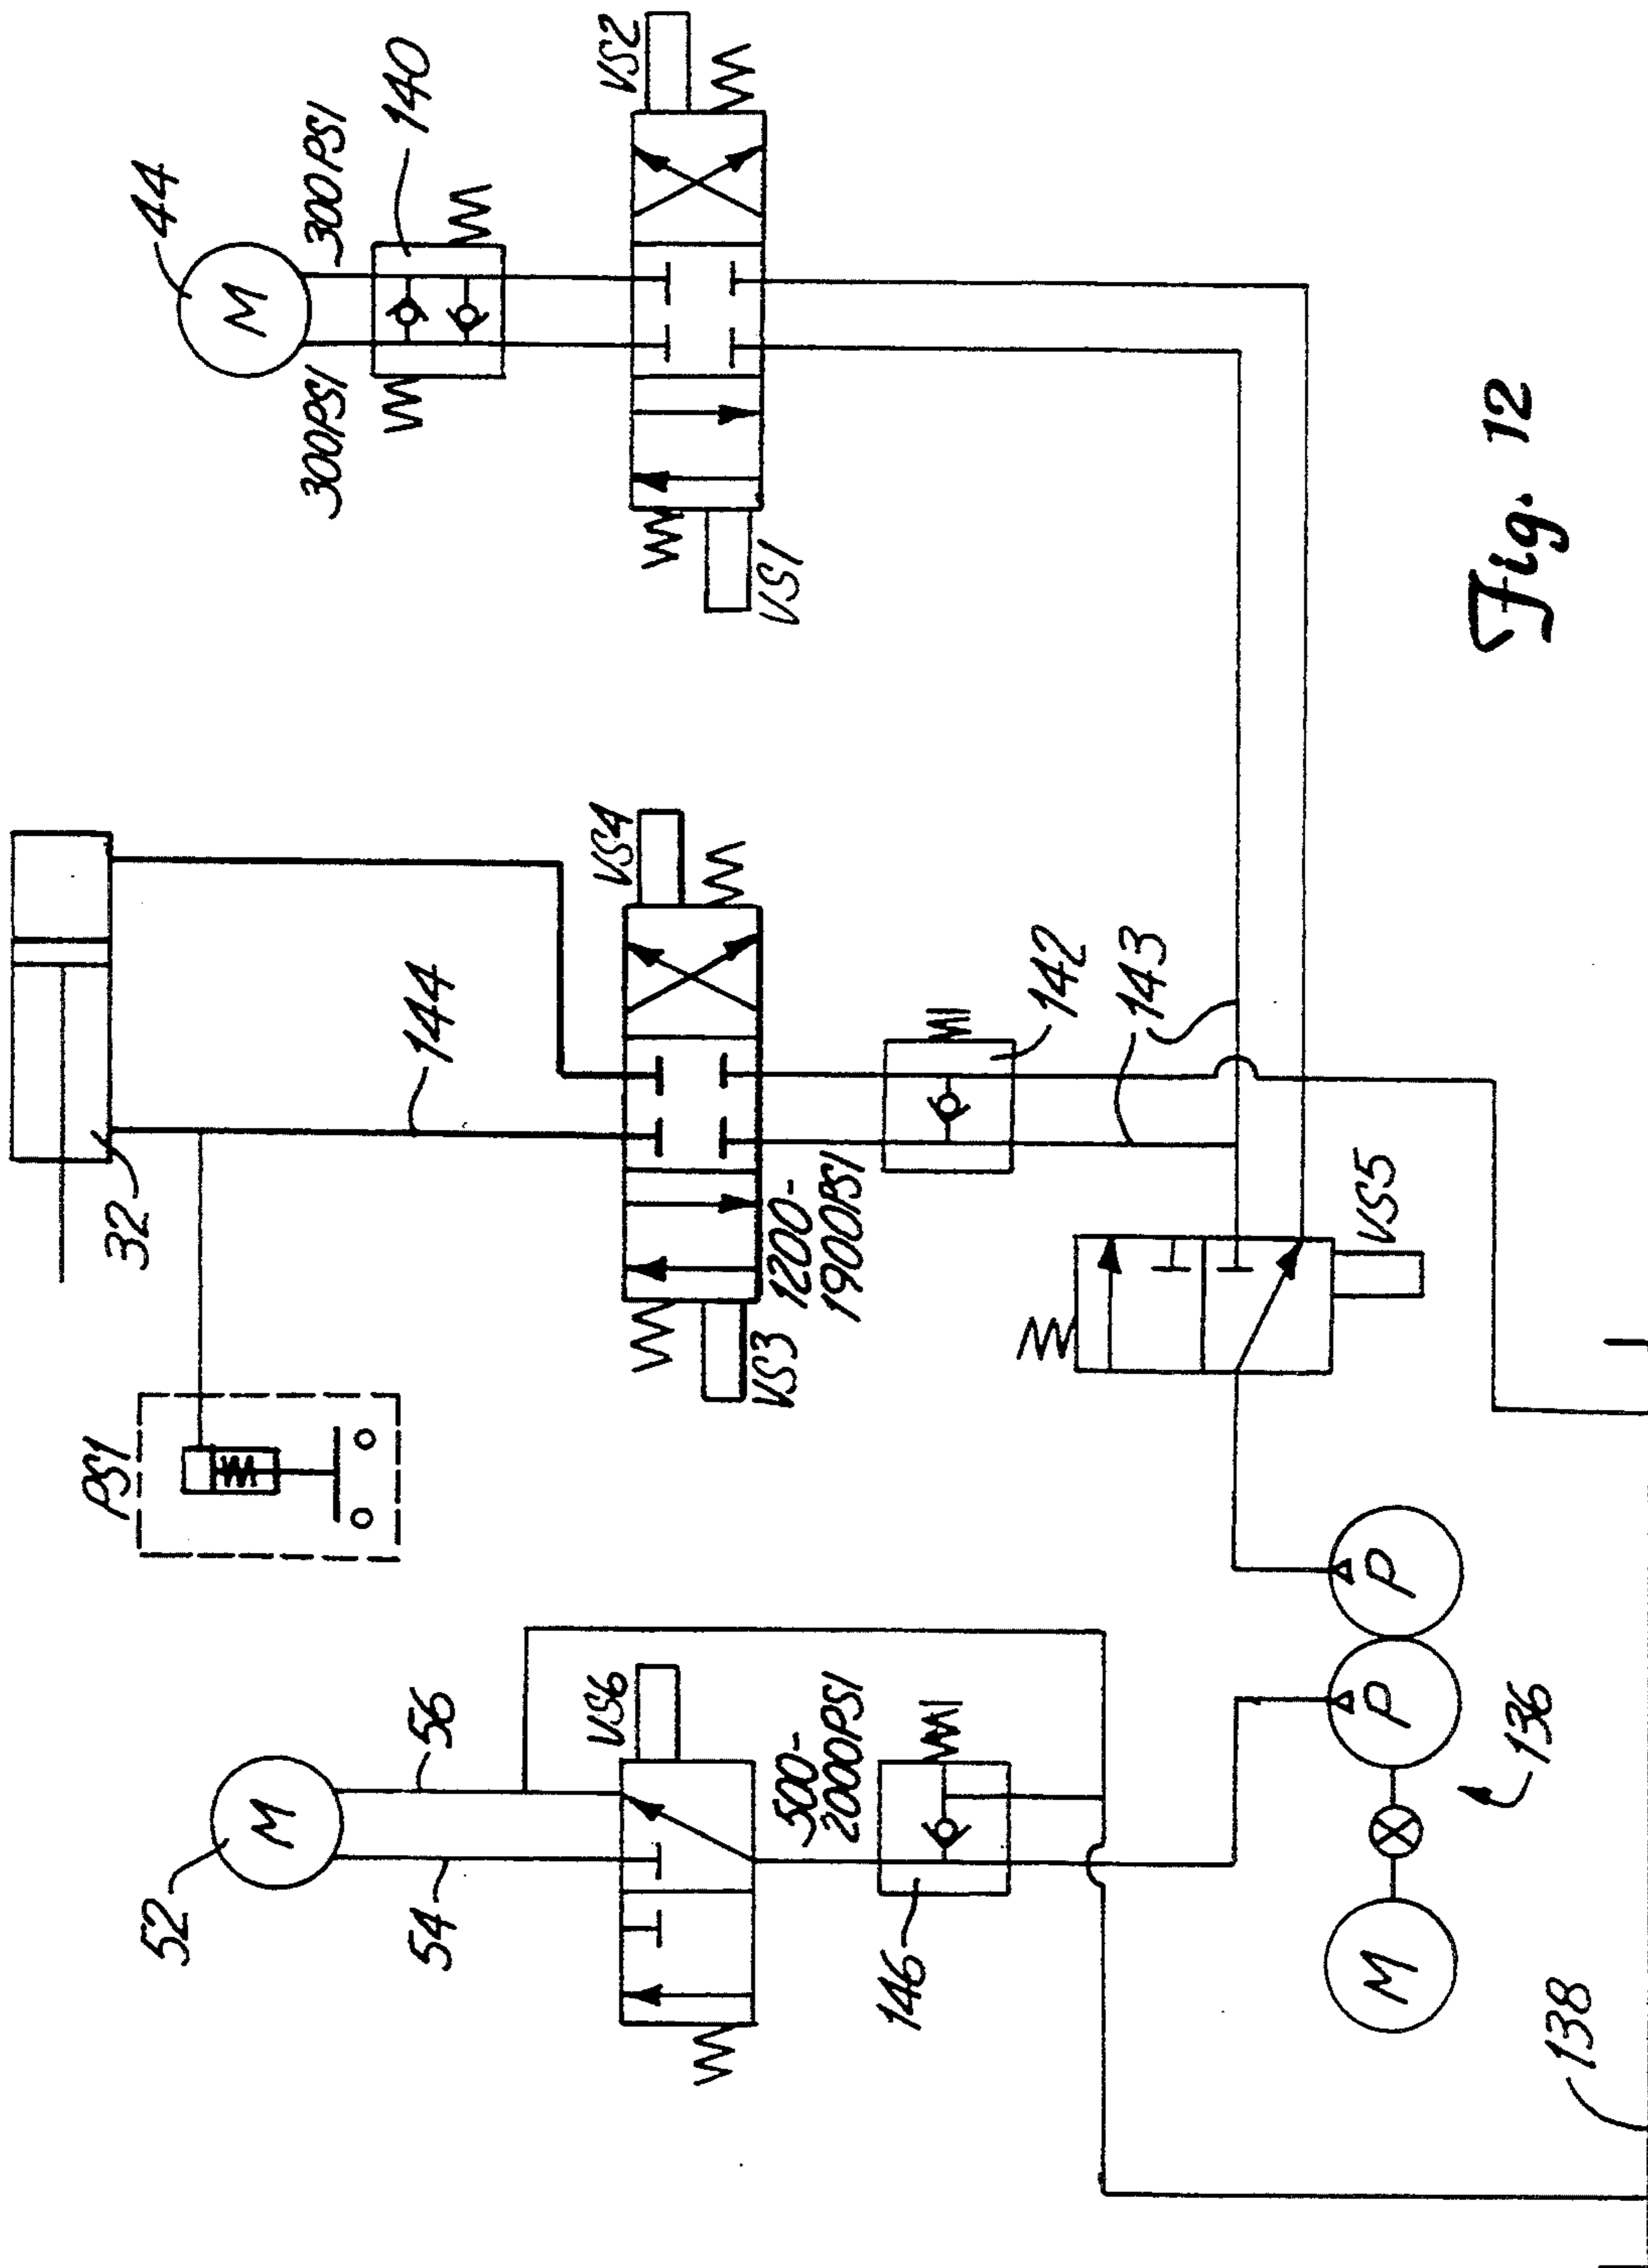 PS1
32
44
52
M
M
300PSI
300PSI
140
54
56
144
VS6
VS4
VS2
VS3
VS1
500-
2000PSI
1200-
1900PSI
146
142
143
VS5
M
P
P
136
138
Fig. 12